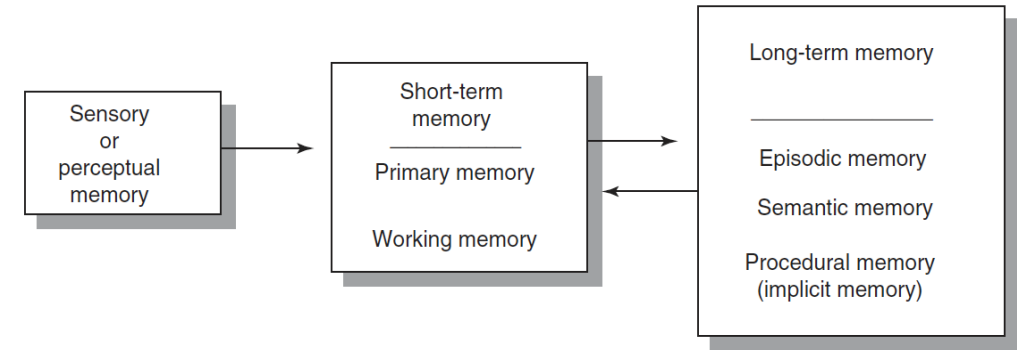 Sensory
or
perceptual
memory
Short-term
memory
Primary memory
Working memory
Long-term memory
Episodic memory
Semantic memory
Procedural memory
(implicit memory)